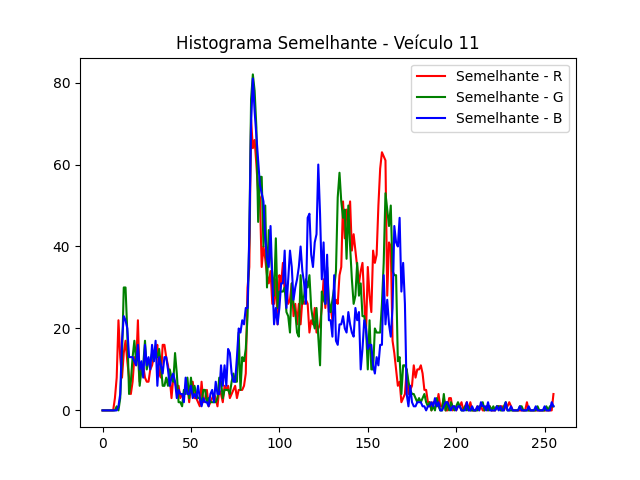 Histograma Semelhante - Veículo 11
Semelhante - R
Semelhante - G
Semelhante - B
80
60
40
20
0
0 50 100 150 200 250